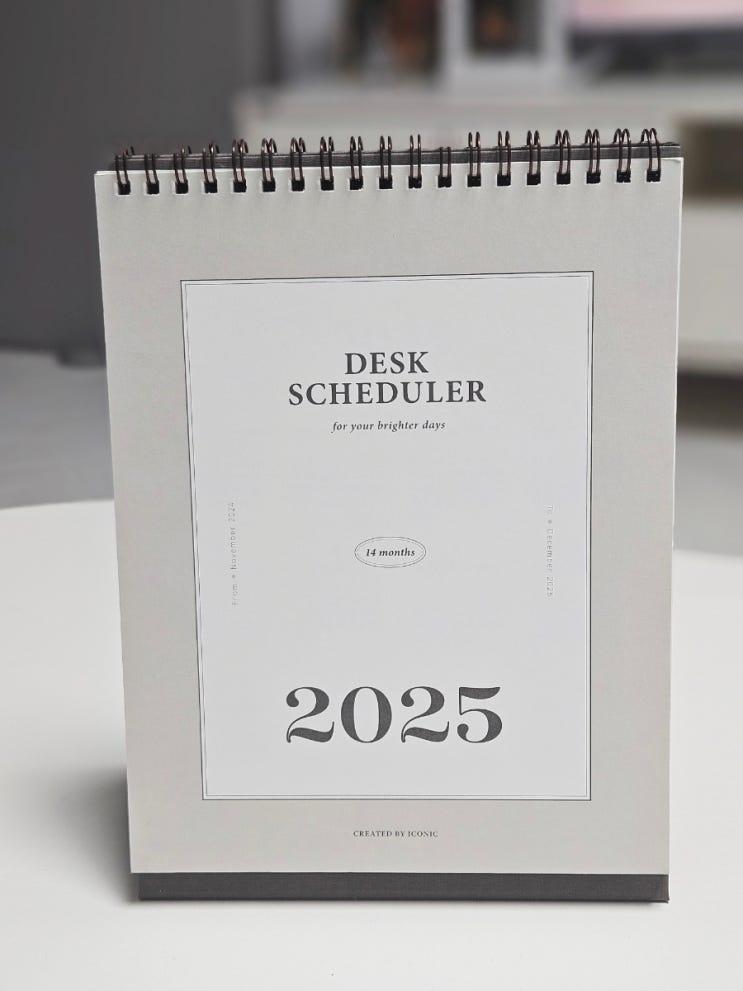 DESK
SCHEDULER
for your brighter days
From • November 2024
14 months
To • December 2025
2025
CREATED BY ICONIC